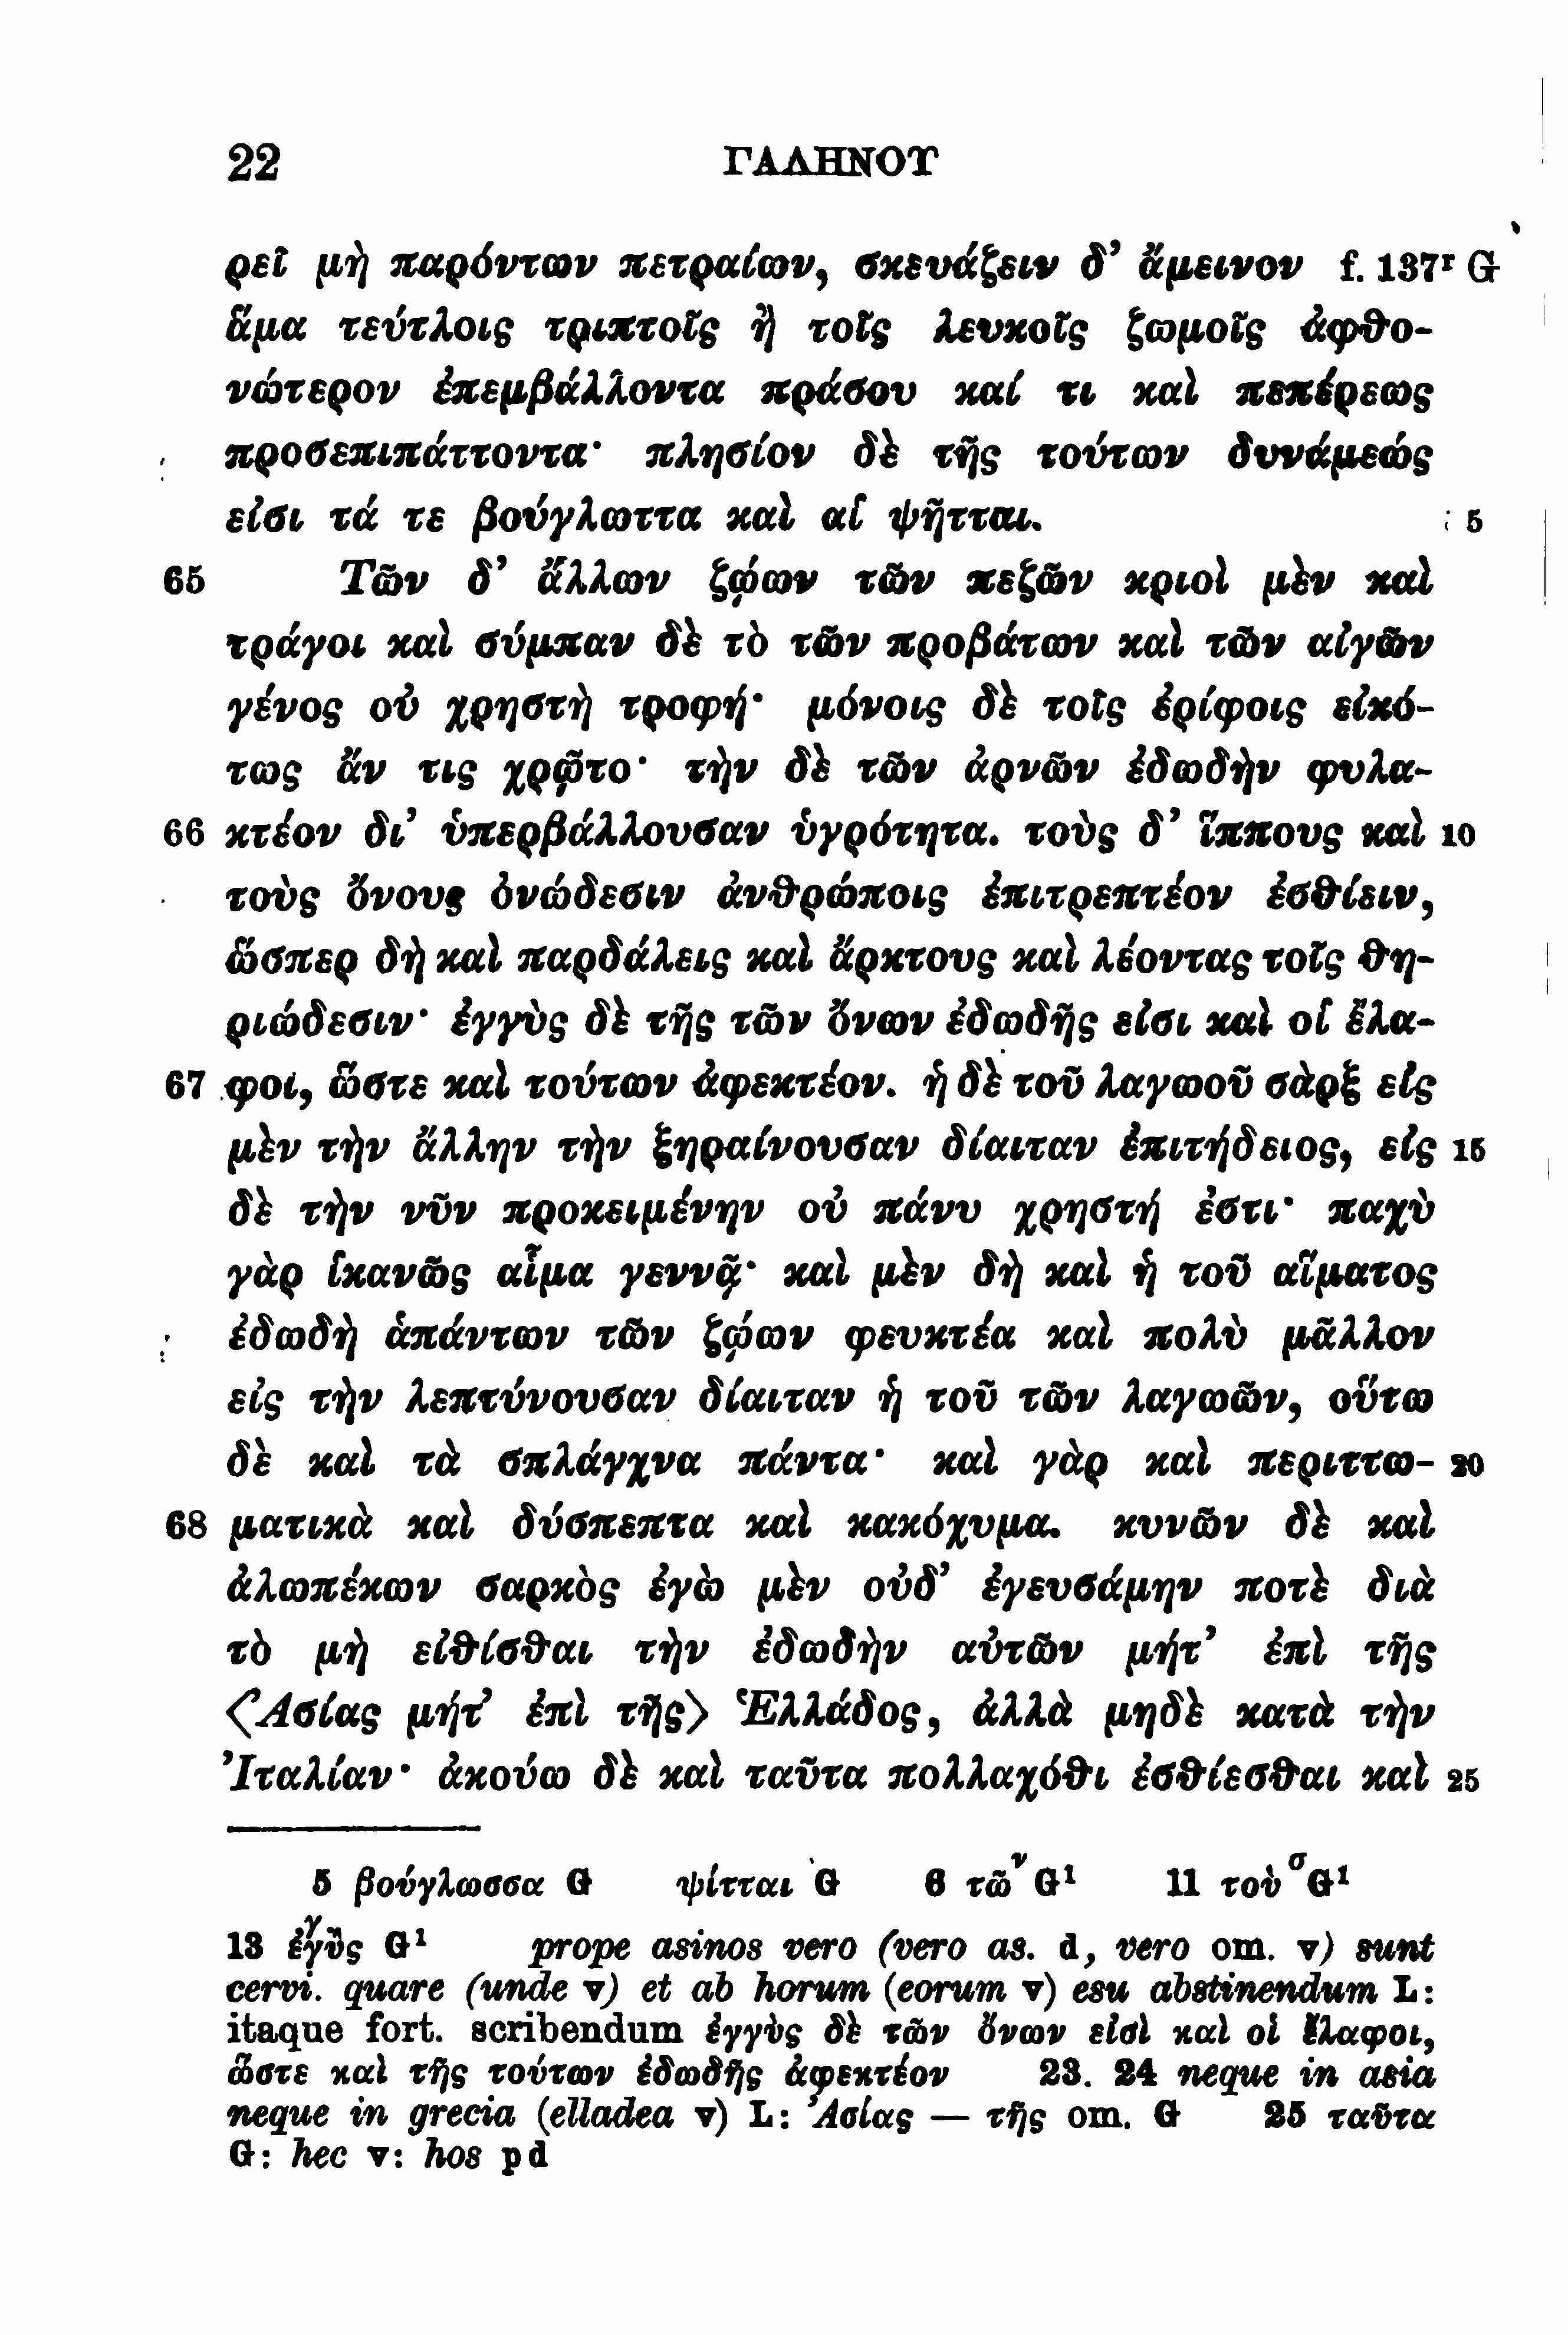 22 ΓΑΛΗΝΟΥ
ρεῖ μὴ παρόντων πετραίων, σκευάζειν δ’ ἄμεινον f. 137ʳ G
ἅμα τεύτλοις τριπτοῖς ἢ τοῖς λευκοῖς ζωμοῖς ἀφθο-
νώτερον ἐπεμβάλλοντα πράσου καί τι καὶ πεπέρεως
προσεπιπάττοντα· πλησίον δὲ τῆς τούτων δυνάμεώς
εἰσι τά τε βούγλωττα καὶ αἱ ψῆτται. 5
65 Τῶν δ’ ἄλλων ζῴων τῶν πεζῶν κριοὶ μὲν καὶ
τράγοι καὶ σύμπαν δὲ τὸ τῶν προβάτων καὶ τῶν αἰγῶν
γένος οὐ χρηστὴ τροφή· μόνοις δὲ τοῖς ἐρίφοις εἰκό-
τως ἄν τις χρῷτο· τὴν δὲ τῶν ἀρνῶν ἐδωδὴν φυλα-
66 κτέον δι’ ὑπερβάλλουσαν ὑγρότητα. τοὺς δ’ ἵππους καὶ 10
τοὺς ὄνους ὀνώδεσιν ἀνθρώποις ἐπιτρεπτέον ἐσθίειν,
ὥσπερ δὴ καὶ παρδάλεις καὶ ἄρκτους καὶ λέοντας τοῖς θη-
ριώδεσιν· ἐγγὺς δὲ τῆς τῶν ὄνων ἐδωδῆς εἰσι καὶ οἱ ἔλα-
67 φοι, ὥστε καὶ τούτων ἀφεκτέον. ἡ δὲ τοῦ λαγωοῦ σὰρξ εἰς
μὲν τὴν ἄλλην τὴν ξηραίνουσαν δίαιταν ἐπιτήδειος, εἰς 15
δὲ τὴν νῦν προκειμένην οὐ πάνυ χρηστή ἐστι· παχὺ
γὰρ ἱκανῶς αἷμα γεννᾷ· καὶ μὲν δὴ καὶ ἡ τοῦ αἵματος
ἐδωδὴ ἁπάντων τῶν ζῴων φευκτέα καὶ πολὺ μᾶλλον
εἰς τὴν λεπτύνουσαν δίαιταν ἡ τοῦ τῶν λαγωῶν, οὕτω
δὲ καὶ τὰ σπλάγχνα πάντα· καὶ γὰρ καὶ περιττω- 20
68 ματικὰ καὶ δύσπεπτα καὶ κακόχυμα. κυνῶν δὲ καὶ
ἀλωπέκων σαρκὸς ἐγὼ μὲν οὐδ’ ἐγευσάμην ποτὲ διὰ
τὸ μὴ εἰθίσθαι τὴν ἐδωδὴν αὐτῶν μήτ’ ἐπὶ τῆς
⟨Ἀσίας μήτ’ ἐπὶ τῆς⟩ Ἑλλάδος, ἀλλὰ μηδὲ κατὰ τὴν
Ἰταλίαν· ἀκούω δὲ καὶ ταῦτα πολλαχόθι ἐσθίεσθαι καὶ 25
5 βούγλωσσα G ψίτται G 6 τῶ^ν G¹ 11 τοὺ^σ G¹
13 ἐ^γγὺς G¹ prope asinos vero (vero as. d, vero om. v) sunt
cervi. quare (unde v) et ab horum (eorum v) esu abstinendum L:
itaque fort. scribendum ἐγγὺς δὲ τῶν ὄνων εἰσὶ καὶ οἱ ἔλαφοι,
ὥστε καὶ τῆς τούτων ἐδωδῆς ἀφεκτέον 23. 24 neque in asia
neque in grecia (elladea v) L: Ἀσίας — τῆς om. G 25 ταῦτα
G: hec v: hos p d